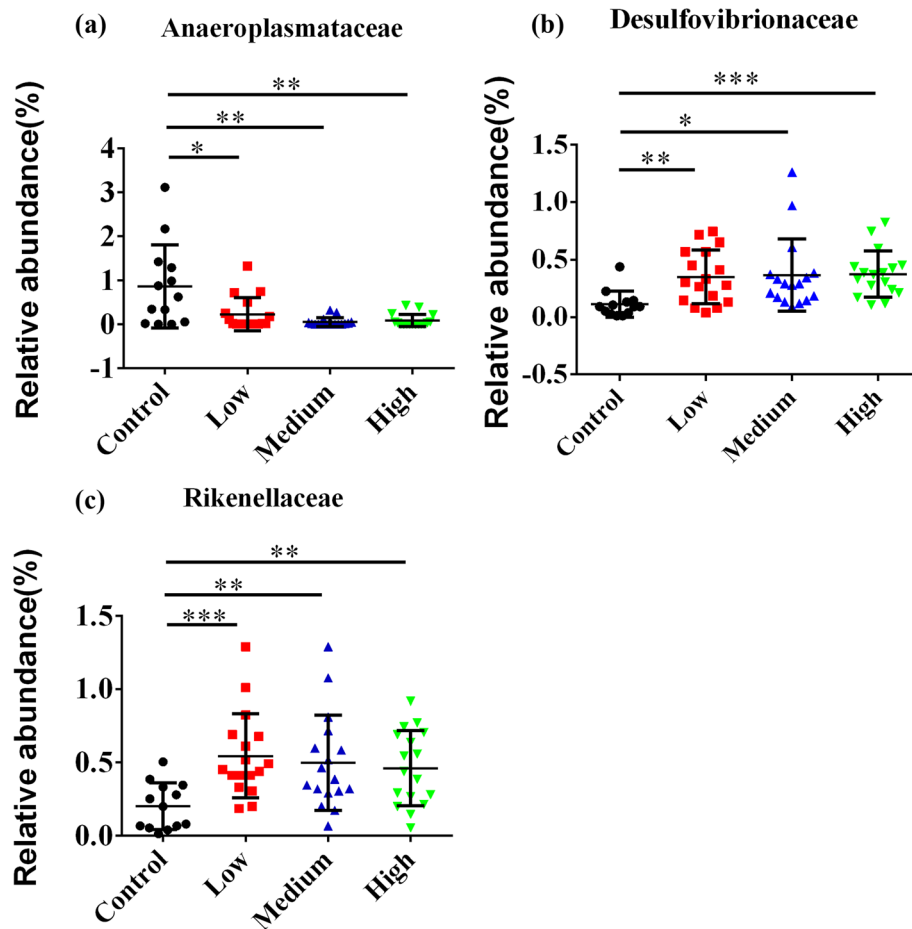 (a) Anaeroplasmataceae
Relative abundance(%)
**
**
*
4
3
2
1
0
-1
Control
Low
Medium
High
(b) Desulfovibrionaceae
Relative abundance(%)
***
*
**
1.5
1.0
0.5
0.0
-0.5
Control
Low
Medium
High
(c) Rikenellaceae
Relative abundance(%)
**
**
***
1.5
1.0
0.5
0.0
Control
Low
Medium
High